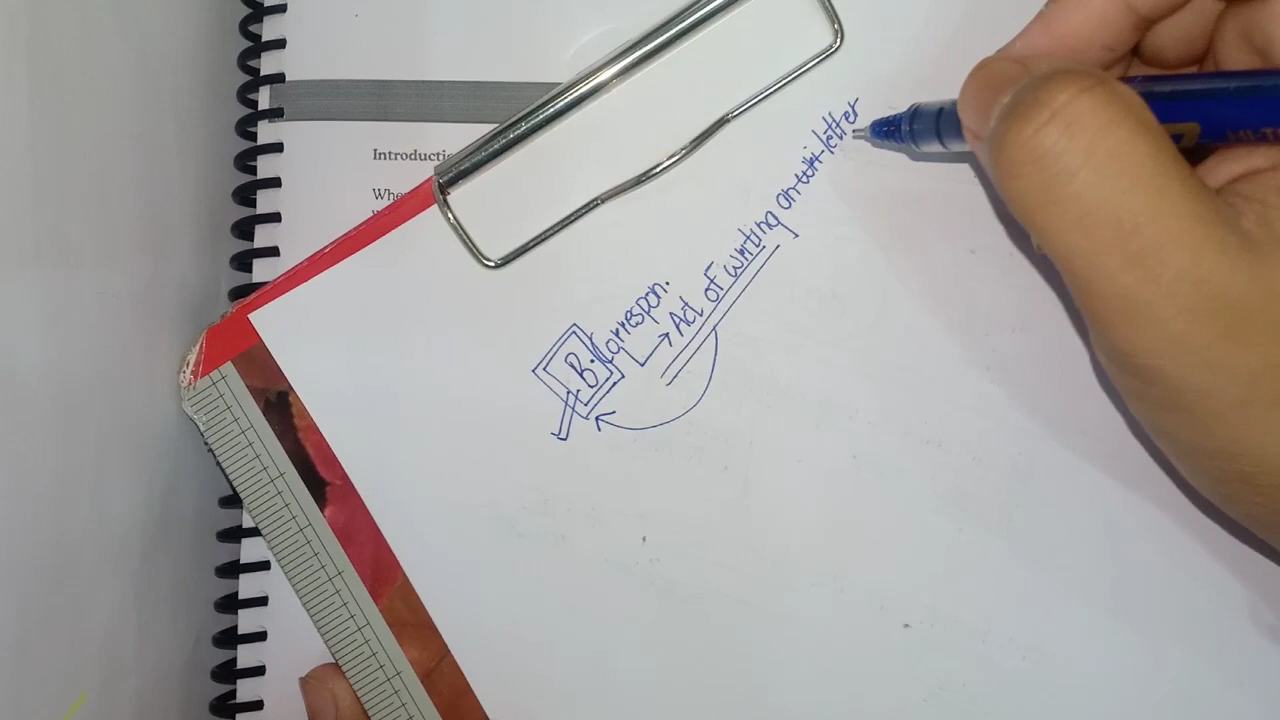 Introductio
Whe
B. Correspon.
Act of writing letter